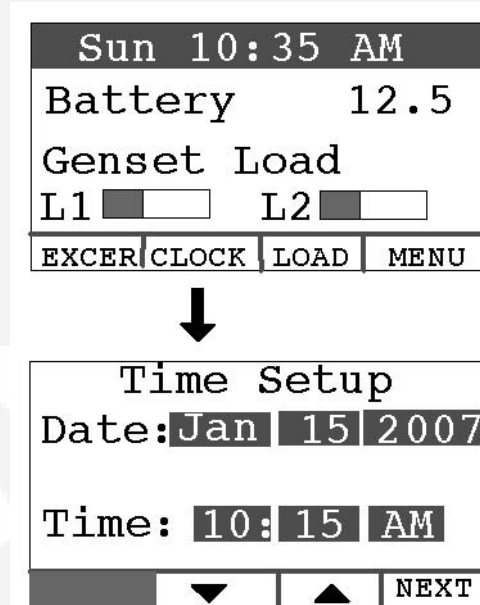 Sun 10:35 AM
Battery 12.5
Genset Load
L1 L2
EXCER CLOCK LOAD MENU
Time Setup
Date: Jan 15 2007
Time: 10: 15 AM
NEXT